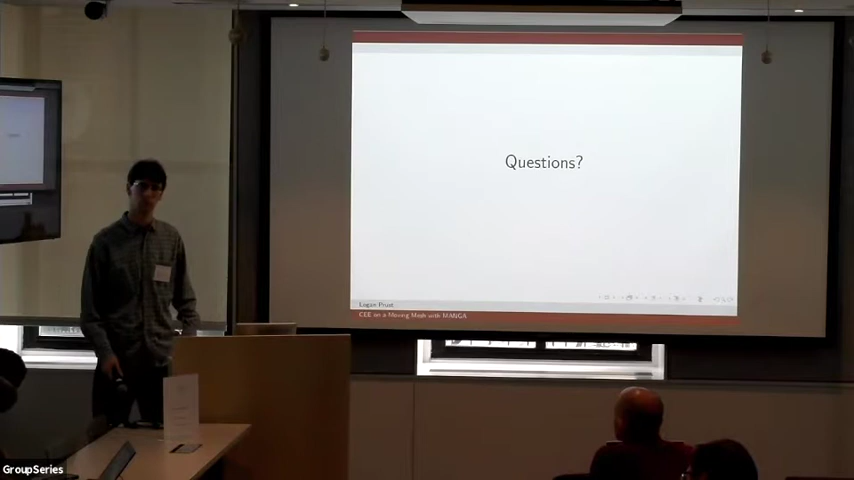 Questions?
Logan Prust
CEE on a Moving Mesh with MANGA
GroupSeries